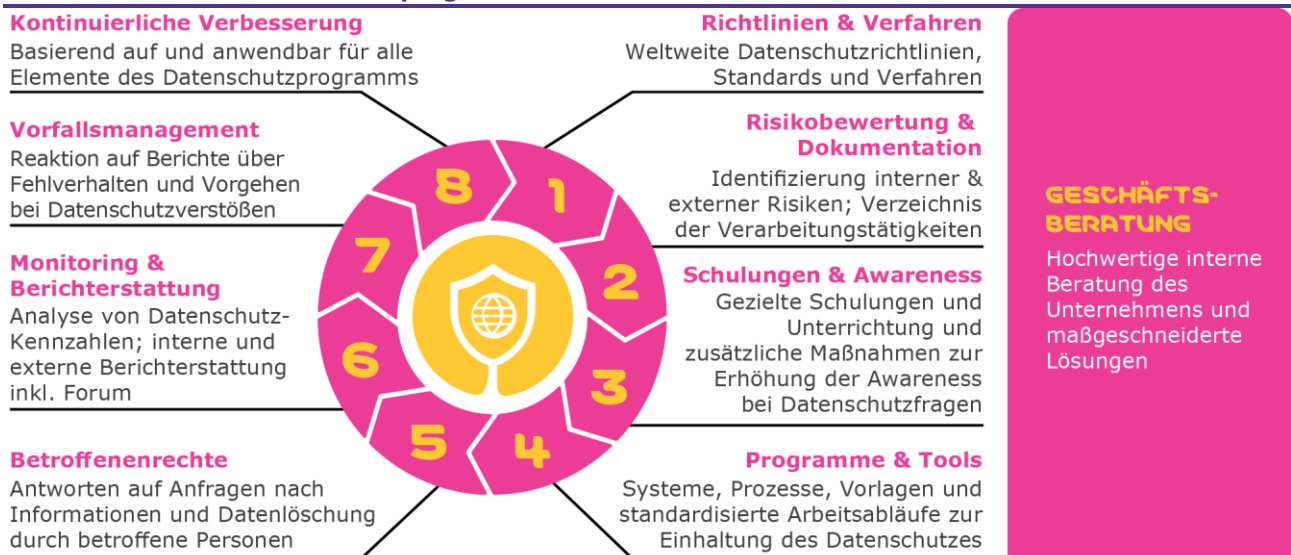 Kontinuierliche Verbesserung
Basierend auf und anwendbar für alle
Elemente des Datenschutzprogramms
Vorfallsmanagement
Reaktion auf Berichte über
Fehlverhalten und Vorgehen
bei Datenschutzverstößen
Monitoring &
Berichterstattung
Analyse von Datenschutz-
Kennzahlen; interne und
externe Berichterstattung
inkl. Forum
Betroffenenrechte
Antworten auf Anfragen nach
Informationen und Datenlöschung
durch betroffene Personen
8
1
7
2
6
3
5
4
Richtlinien & Verfahren
Weltweite Datenschutzrichtlinien,
Standards und Verfahren
Risikobewertung &
Dokumentation
Identifizierung interner &
externer Risiken; Verzeichnis
der Verarbeitungstätigkeiten
Schulungen & Awareness
Gezielte Schulungen und
Unterrichtung und
zusätzliche Maßnahmen zur
Erhöhung der Awareness
bei Datenschutzfragen
Programme & Tools
Systeme, Prozesse, Vorlagen und
standardisierte Arbeitsabläufe zur
Einhaltung des Datenschutzes
GESCHÄFTS-
BERATUNG
Hochwertige interne
Beratung des
Unternehmens und
maßgeschneiderte
Lösungen